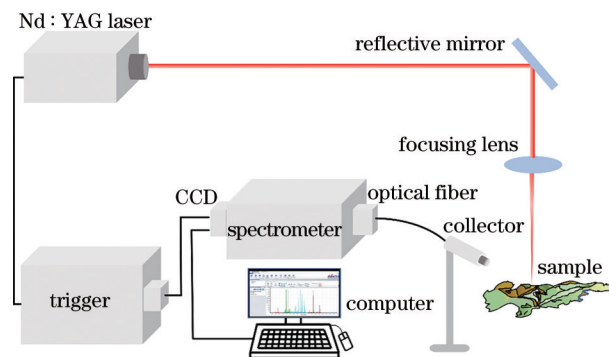 Nd : YAG laser
reflective mirror
focusing lens
CCD
optical fiber
spectrometer
collector
sample
trigger
computer